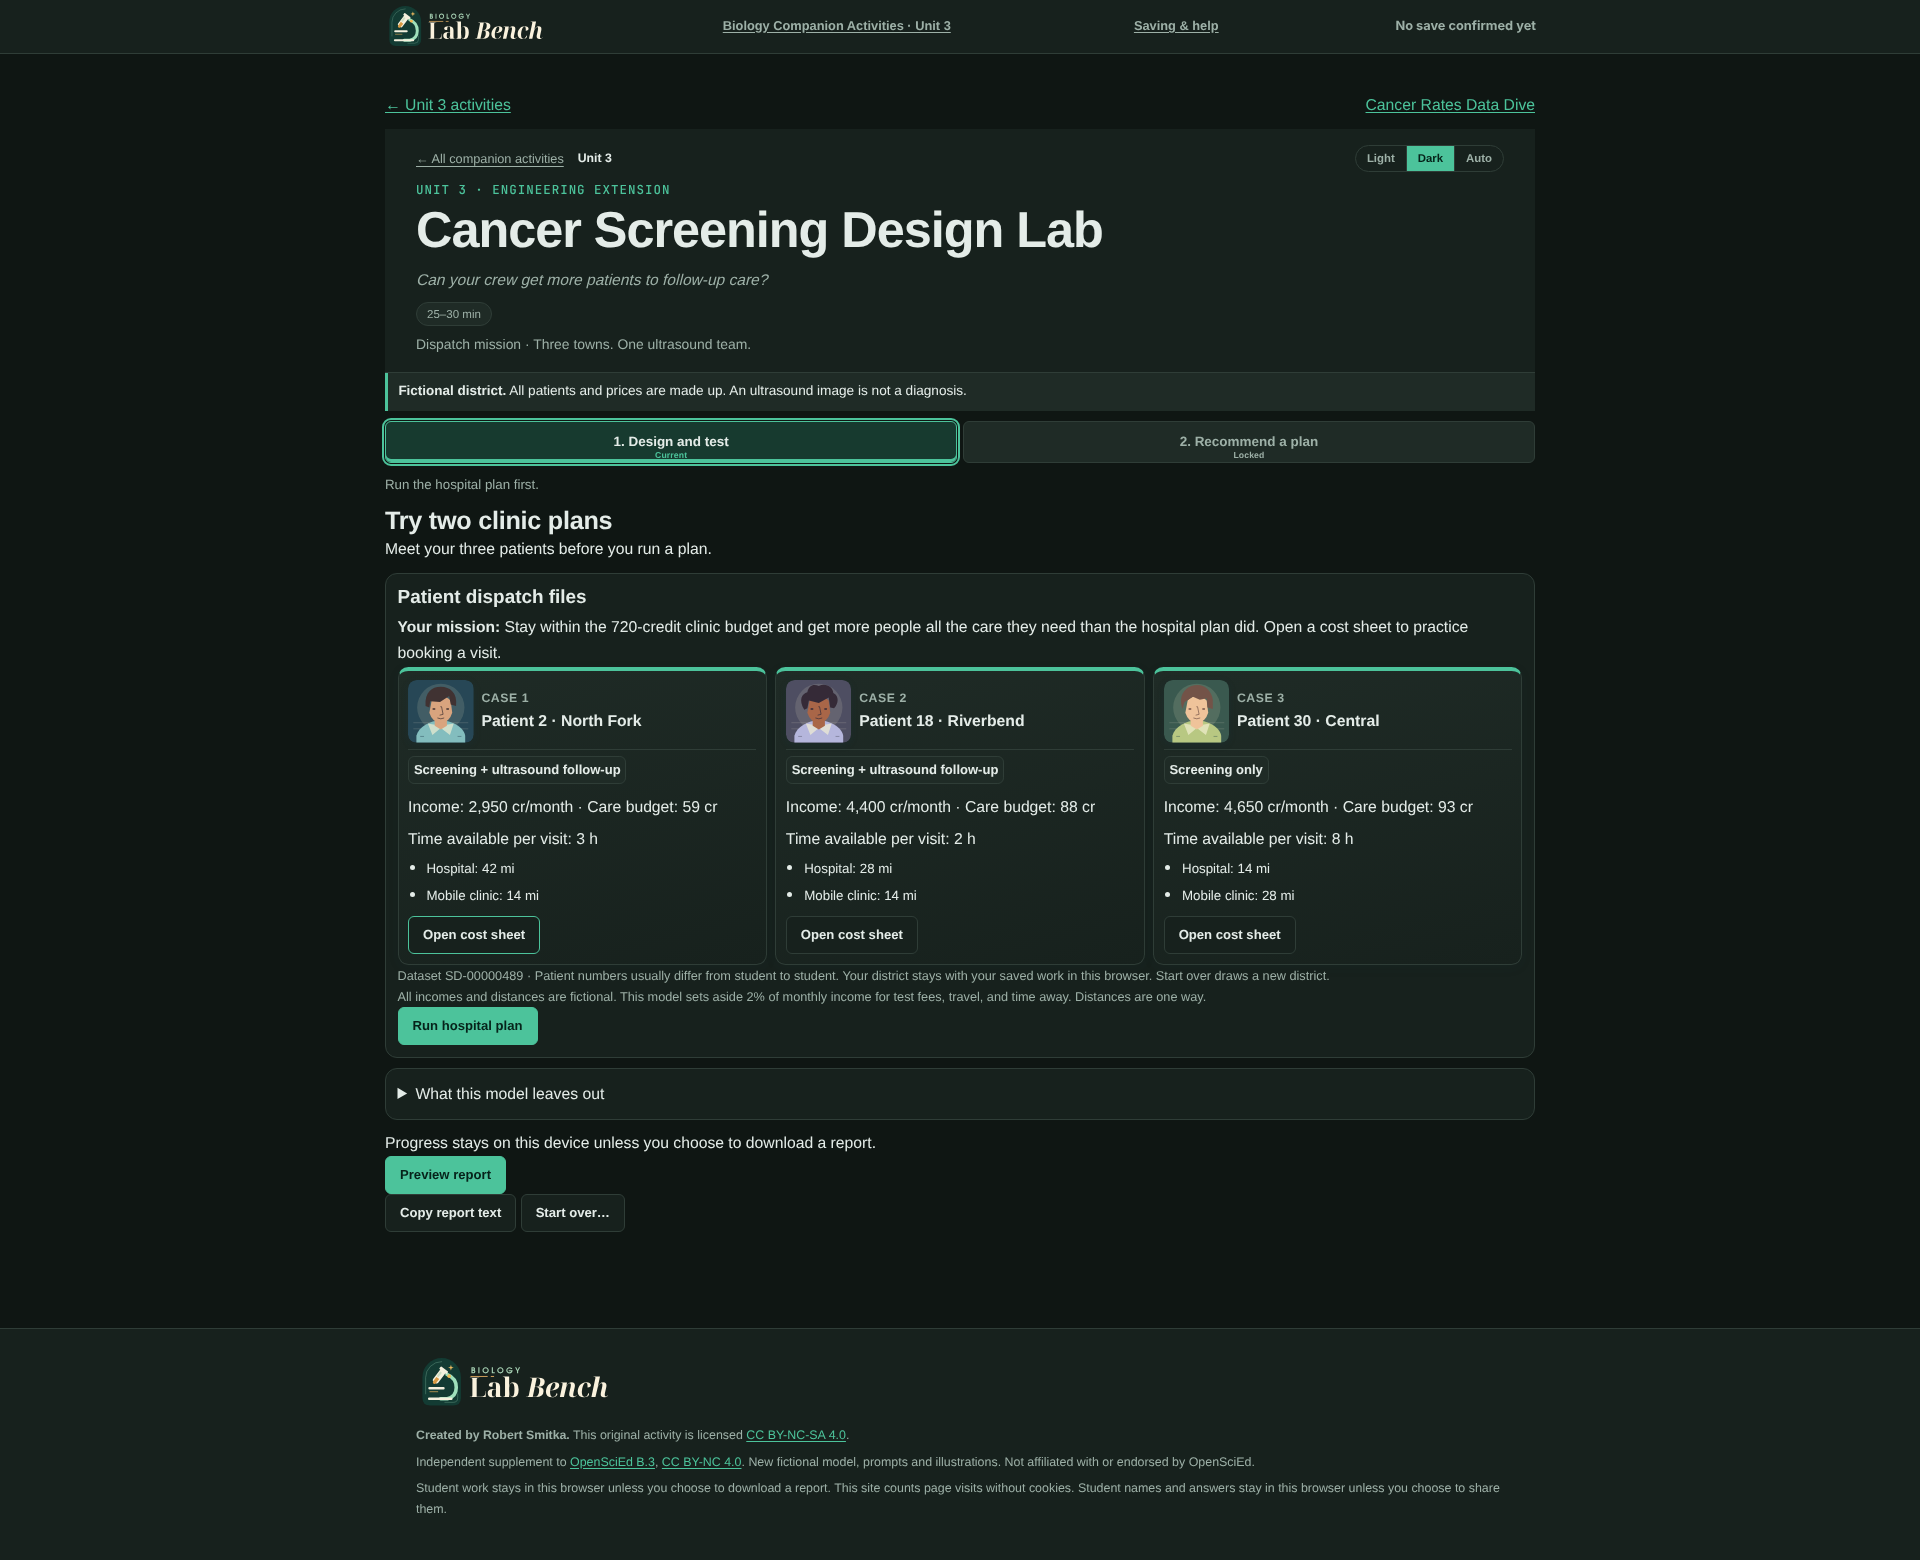 BIOLOGY
Lab Bench
Biology Companion Activities · Unit 3
Saving & help
No save confirmed yet
← Unit 3 activities
Cancer Rates Data Dive
← All companion activities
Unit 3
Light
Dark
Auto
UNIT 3 · ENGINEERING EXTENSION
Cancer Screening Design Lab
Can your crew get more patients to follow-up care?
25–30 min
Dispatch mission · Three towns. One ultrasound team.
Fictional district. All patients and prices are made up. An ultrasound image is not a diagnosis.
1. Design and test
Current
2. Recommend a plan
Locked
Run the hospital plan first.
Try two clinic plans
Meet your three patients before you run a plan.
Patient dispatch files
Your mission: Stay within the 720-credit clinic budget and get more people all the care they need than the hospital plan did. Open a cost sheet to practice
booking a visit.
CASE 1
Patient 2 · North Fork
Screening + ultrasound follow-up
Income: 2,950 cr/month · Care budget: 59 cr
Time available per visit: 3 h
Hospital: 42 mi
Mobile clinic: 14 mi
Open cost sheet
CASE 2
Patient 18 · Riverbend
Screening + ultrasound follow-up
Income: 4,400 cr/month · Care budget: 88 cr
Time available per visit: 2 h
Hospital: 28 mi
Mobile clinic: 14 mi
Open cost sheet
CASE 3
Patient 30 · Central
Screening only
Income: 4,650 cr/month · Care budget: 93 cr
Time available per visit: 8 h
Hospital: 14 mi
Mobile clinic: 28 mi
Open cost sheet
Dataset SD-00000489 · Patient numbers usually differ from student to student. Your district stays with your saved work in this browser. Start over draws a new district.
All incomes and distances are fictional. This model sets aside 2% of monthly income for test fees, travel, and time away. Distances are one way.
Run hospital plan
What this model leaves out
Progress stays on this device unless you choose to download a report.
Preview report
Copy report text
Start over…
BIOLOGY
Lab Bench
Created by Robert Smitka. This original activity is licensed CC BY-NC-SA 4.0.
Independent supplement to OpenSciEd B.3, CC BY-NC 4.0. New fictional model, prompts and illustrations. Not affiliated with or endorsed by OpenSciEd.
Student work stays in this browser unless you choose to download a report. This site counts page visits without cookies. Student names and answers stay in this browser unless you choose to share
them.